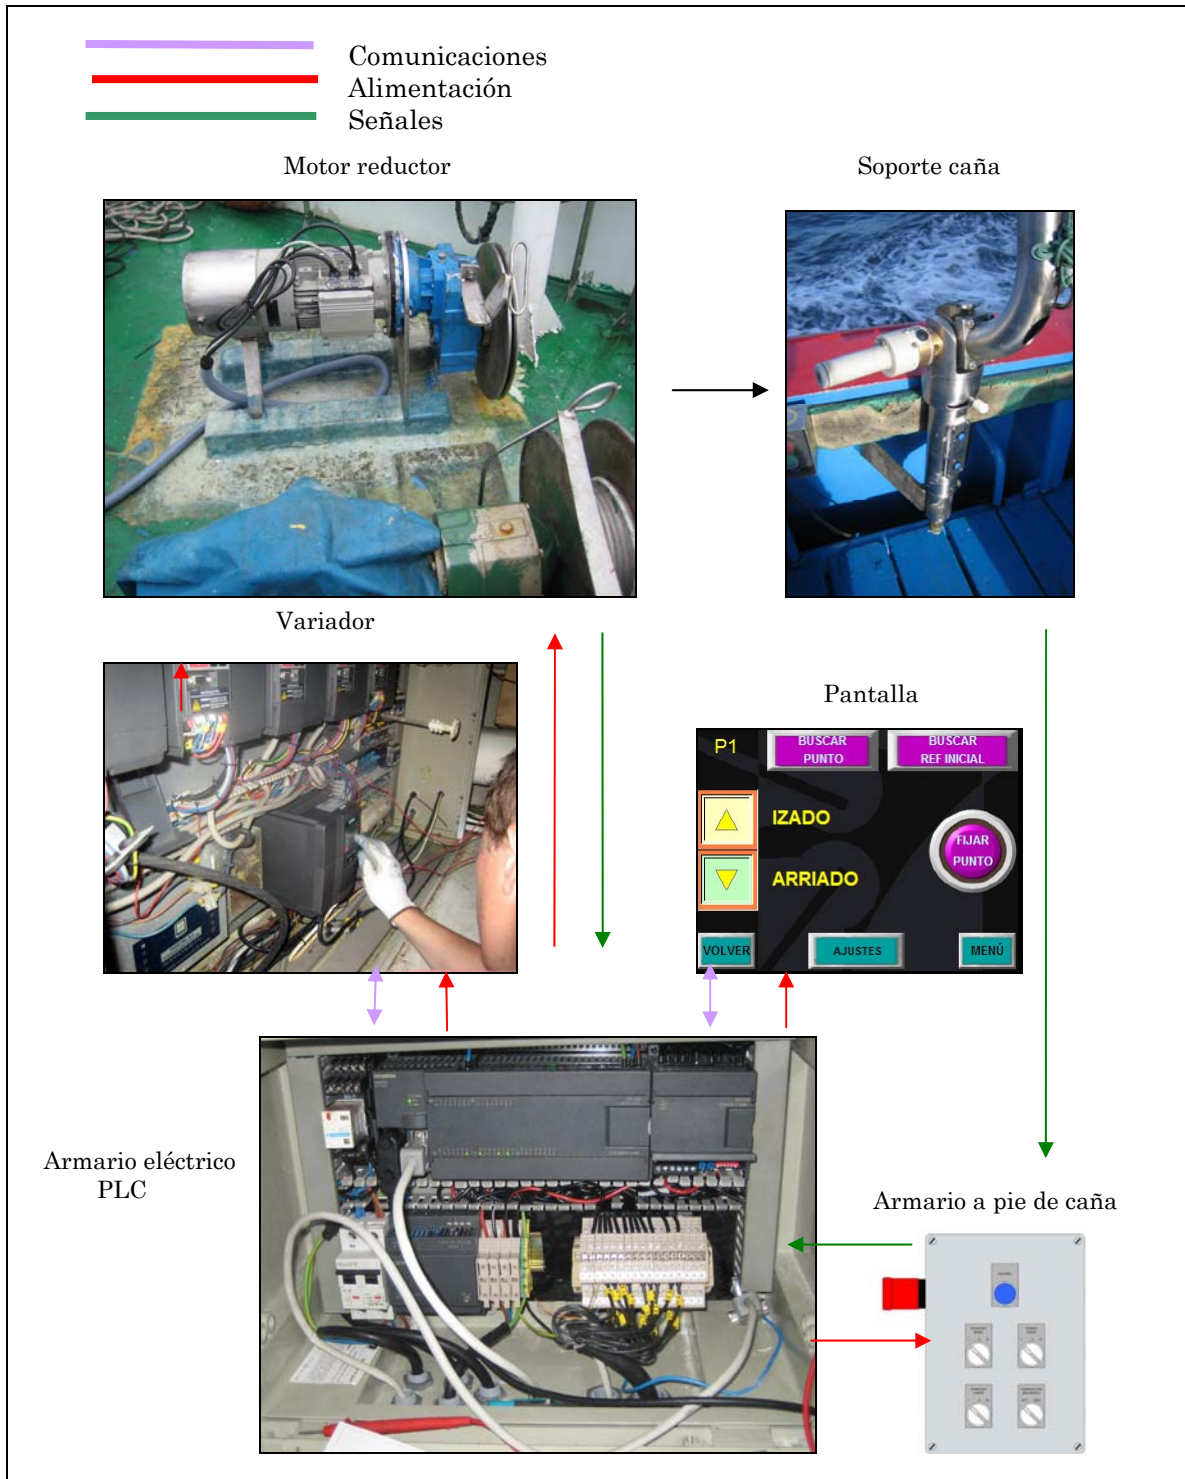 Comunicaciones
Alimentación
Señales
Motor reductor
Soporte caña
Variador
Pantalla
P1
BUSCAR
PUNTO
BUSCAR
REF INICIAL
IZADO
FIJAR
PUNTO
ARRIADO
VOLVER
AJUSTES
MENÚ
Armario eléctrico
PLC
Armario a pie de caña